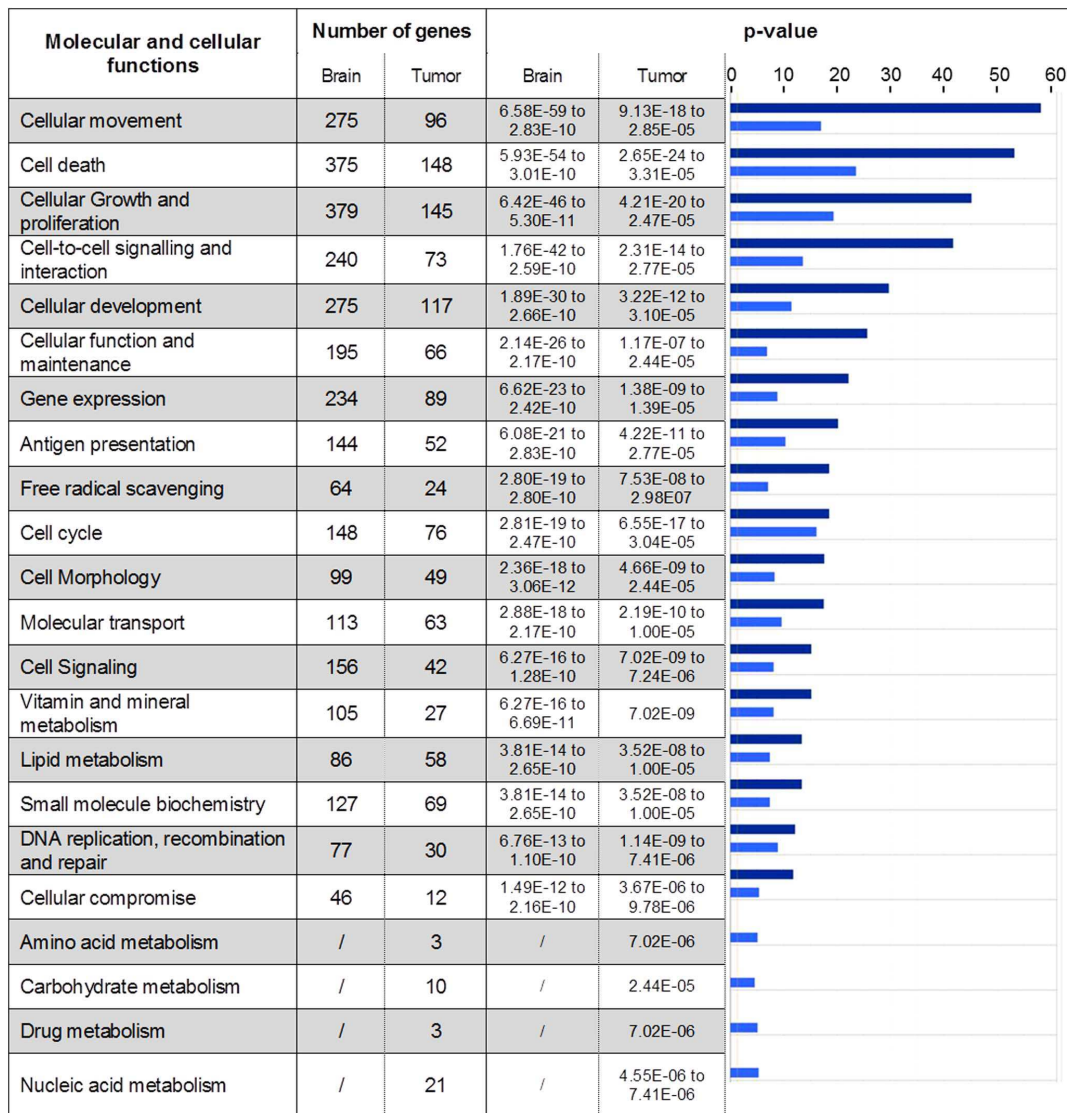 Molecular and cellular
functions
Number of genes
p-value
Brain Tumor Brain Tumor
0 10 20 30 40 50 60
Cellular movement 275 96 6.58E-59 to 9.13E-18 to
2.83E-10 2.85E-05
Cell death 375 148 5.93E-54 to 2.65E-24 to
3.01E-10 3.31E-05
Cellular Growth and
proliferation 379 145 6.42E-46 to 4.21E-20 to
5.30E-11 2.47E-05
Cell-to-cell signalling and
interaction 240 73 1.76E-42 to 2.31E-14 to
2.59E-10 2.77E-05
Cellular development 275 117 1.89E-30 to 3.22E-12 to
2.66E-10 3.10E-05
Cellular function and
maintenance 195 66 2.14E-26 to 1.17E-07 to
2.17E-10 2.44E-05
Gene expression 234 89 6.62E-23 to 1.38E-09 to
2.42E-10 1.39E-05
Antigen presentation 144 52 6.08E-21 to 4.22E-11 to
2.83E-10 2.77E-05
Free radical scavenging 64 24 2.80E-19 to 7.53E-08 to
2.80E-10 2.98E07
Cell cycle 148 76 2.81E-19 to 6.55E-17 to
2.47E-10 3.04E-05
Cell Morphology 99 49 2.36E-18 to 4.66E-09 to
3.06E-12 2.44E-05
Molecular transport 113 63 2.88E-18 to 2.19E-10 to
2.17E-10 1.00E-05
Cell Signaling 156 42 6.27E-16 to 7.02E-09 to
1.28E-10 7.24E-06
Vitamin and mineral
metabolism 105 27 6.27E-16 to 7.02E-09
6.69E-11
Lipid metabolism 86 58 3.81E-14 to 3.52E-08 to
2.65E-10 1.00E-05
Small molecule biochemistry 127 69 3.81E-14 to 3.52E-08 to
2.65E-10 1.00E-05
DNA replication, recombination
and repair 77 30 6.76E-13 to 1.14E-09 to
1.10E-10 7.41E-06
Cellular compromise 46 12 1.49E-12 to 3.67E-06 to
2.16E-10 9.78E-06
Amino acid metabolism / 3 / 7.02E-06
Carbohydrate metabolism / 10 / 2.44E-05
Drug metabolism / 3 / 7.02E-06
Nucleic acid metabolism / 21 / 4.55E-06 to
7.41E-06